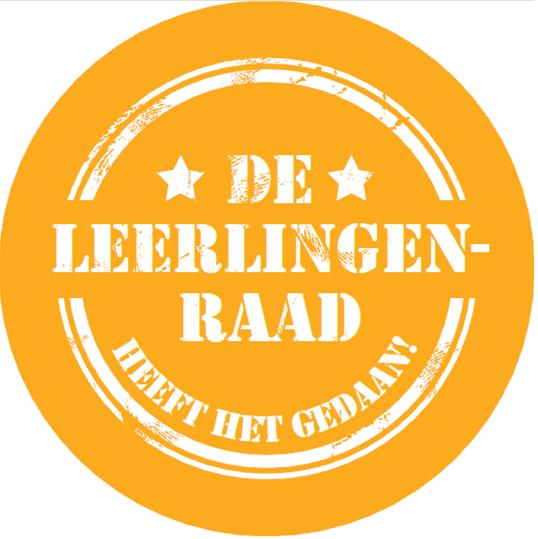 DE
LEERLINGEN-
RAAD
HEEFT HET GEDAAN!